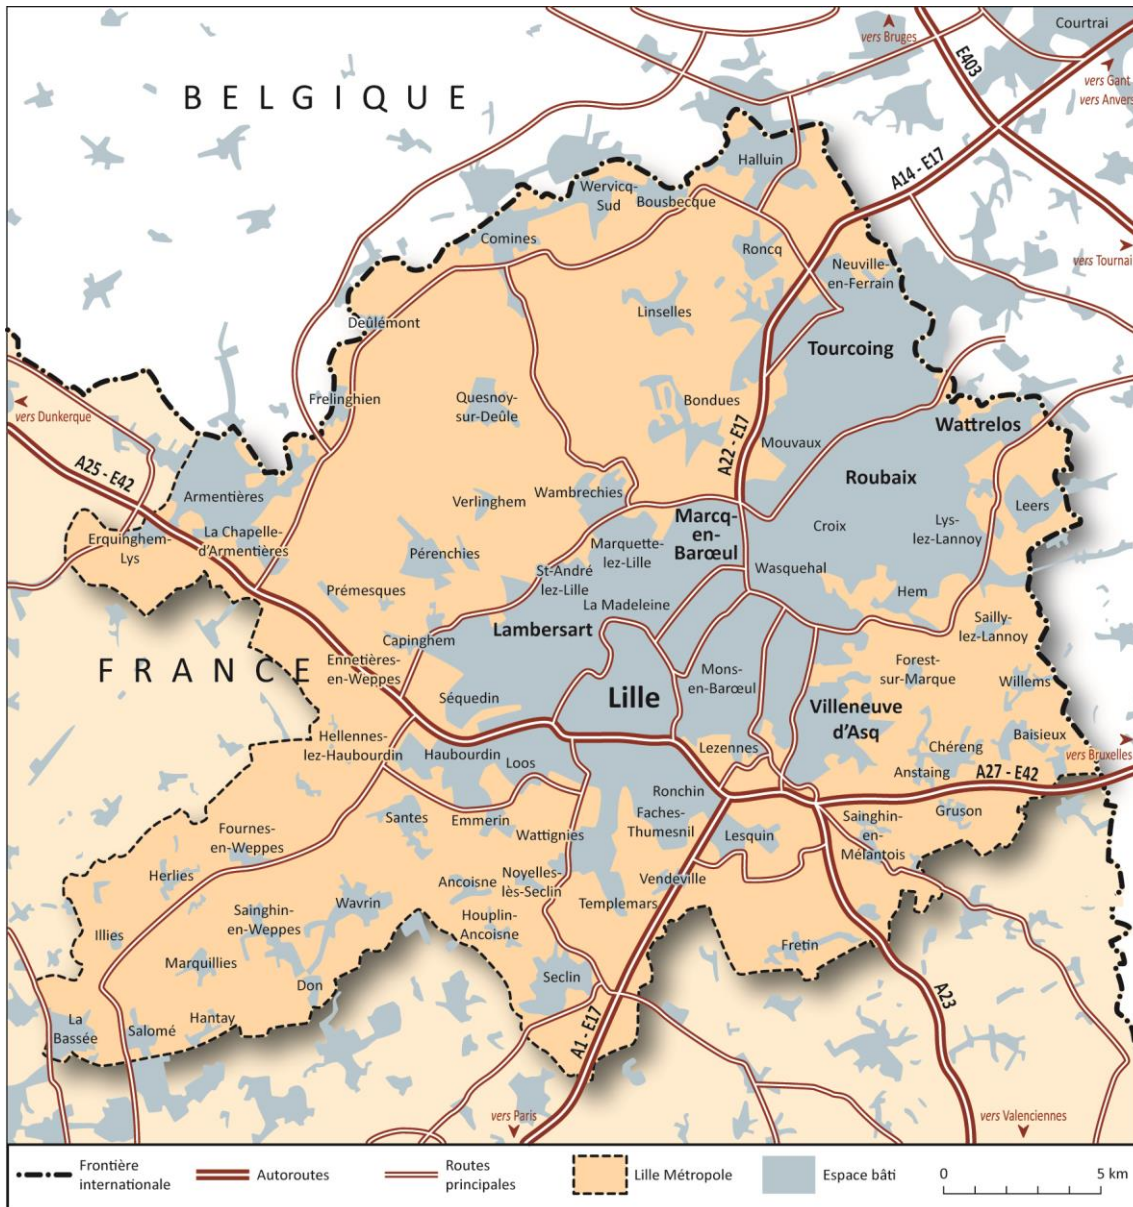 Courtrai
vers Bruges
E403
vers Gant
vers Anvers
BELGIQUE
Halluin
A14 - E17
Wervicq-
Sud
Bousbecque
Comines
Roncq
vers Tournai
Neuville-
en-Ferrain
Linselles
Deûlémont
Tourcoing
Frelinghien
Quesnoy-
sur-Deûle
Bondues
vers Dunkerque
Wattrelos
Mouvaux
A22 - E17
A25 - E42
Roubaix
Armentières
Verlinghem
Wambrechies
Leers
Marcq-
en-
Barœul
Croix
Lys-
lez-Lannoy
La Chapelle-
d'Armentières
Erquinghem-
Lys
Pérenchies
Marquette-
lez-Lille
Wasquehal
St-André
lez-Lille
Prémesques
Hem
La Madeleine
Sailly-
lez-Lannoy
Lambersart
Capinghem
FRANCE
Ennetières-
en-Weppes
Mons-
en-Barœul
Forest-
sur-Marque
Willems
Séquedin
Lille
Villeneuve
d'Asq
Hellennes-
lez-Haubourdin
Haubourdin
Loos
Lezennes
Chéreng
Baisieux
vers Bruxelles
Anstaing
A27 - E42
Ronchin
Santes
Emmerin
Faches-
Thumesnil
Sainghin-
en-
Mélantois
Gruson
Fournes-
en-Weppes
Wattignies
Lesquin
Herlies
Ancoisne
Noyelles-
lès-Seclin
Vendeville
Wavrin
Templemars
Sainghin-
en-Weppes
Houplin-
Ancoisne
Illies
Fretin
Marquillies
Seclin
Don
A23
La
Bassée
Salomé
Hantay
A1 - E17
vers Paris
vers Valenciennes
Frontière
internationale
Autoroutes
Routes
principales
Lille Métropole
Espace bâti
0
5 km